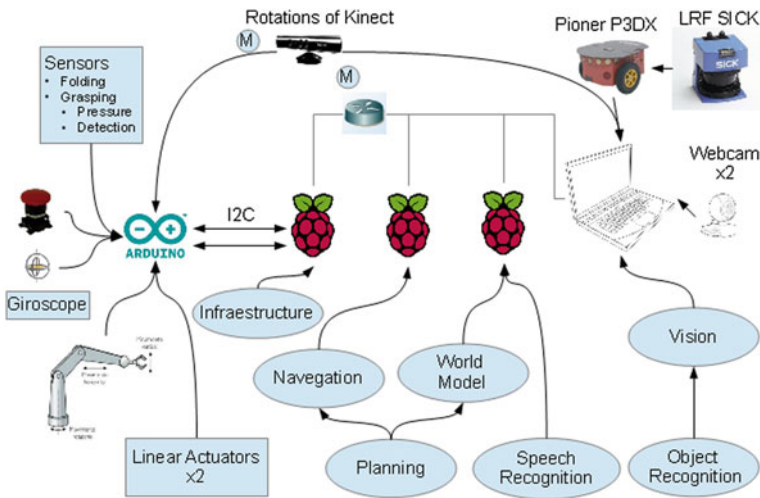 Rotations of Kinect
M
M
Pioner P3DX
LRF SICK
SICK
Sensors
• Folding
• Grasping
• Pressure
• Detection
Webcam
x2
I2C
ARDUINO
Giroscope
Infraestructure
Navegation
World
Model
Vision
Linear Actuators
x2
Planning
Speech
Recognition
Object
Recognition